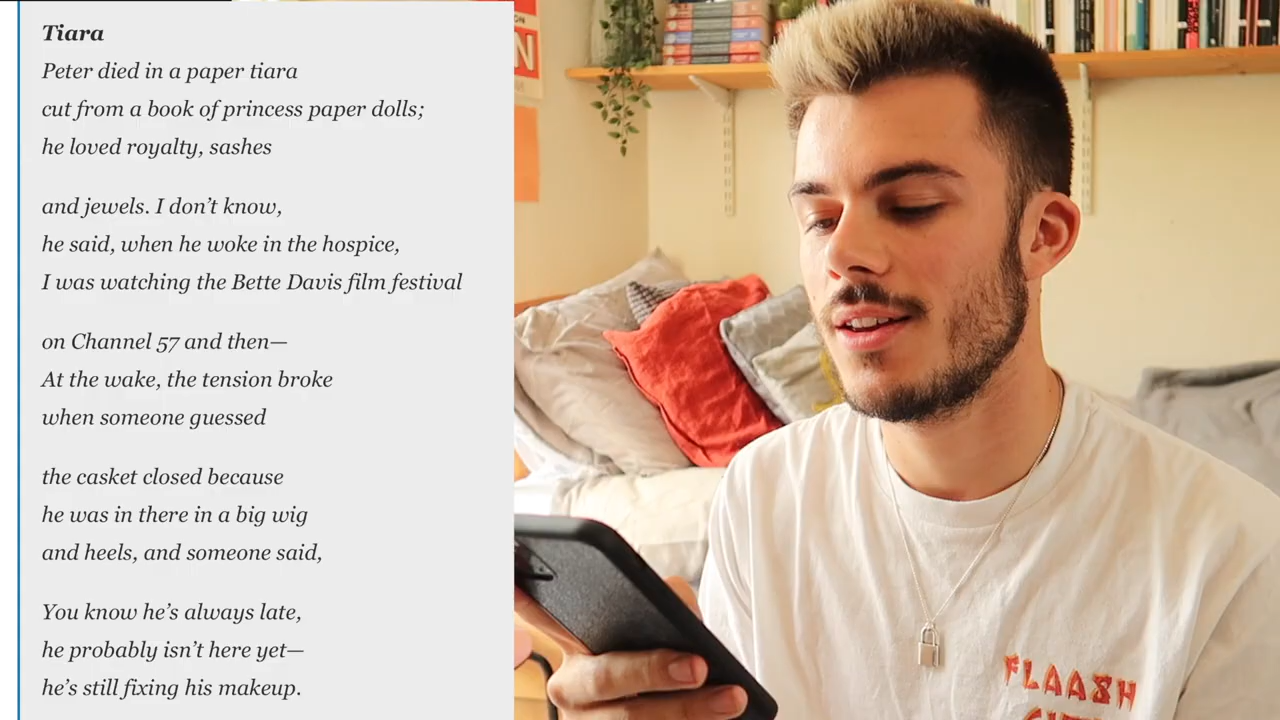 Tiara
Peter died in a paper tiara
cut from a book of princess paper dolls;
he loved royalty, sashes
and jewels. I don’t know,
he said, when he woke in the hospice,
I was watching the Bette Davis film festival
on Channel 57 and then—
At the wake, the tension broke
when someone guessed
the casket closed because
he was in there in a big wig
and heels, and someone said,
You know he’s always late,
he probably isn’t here yet—
he’s still fixing his makeup.
FLAASH